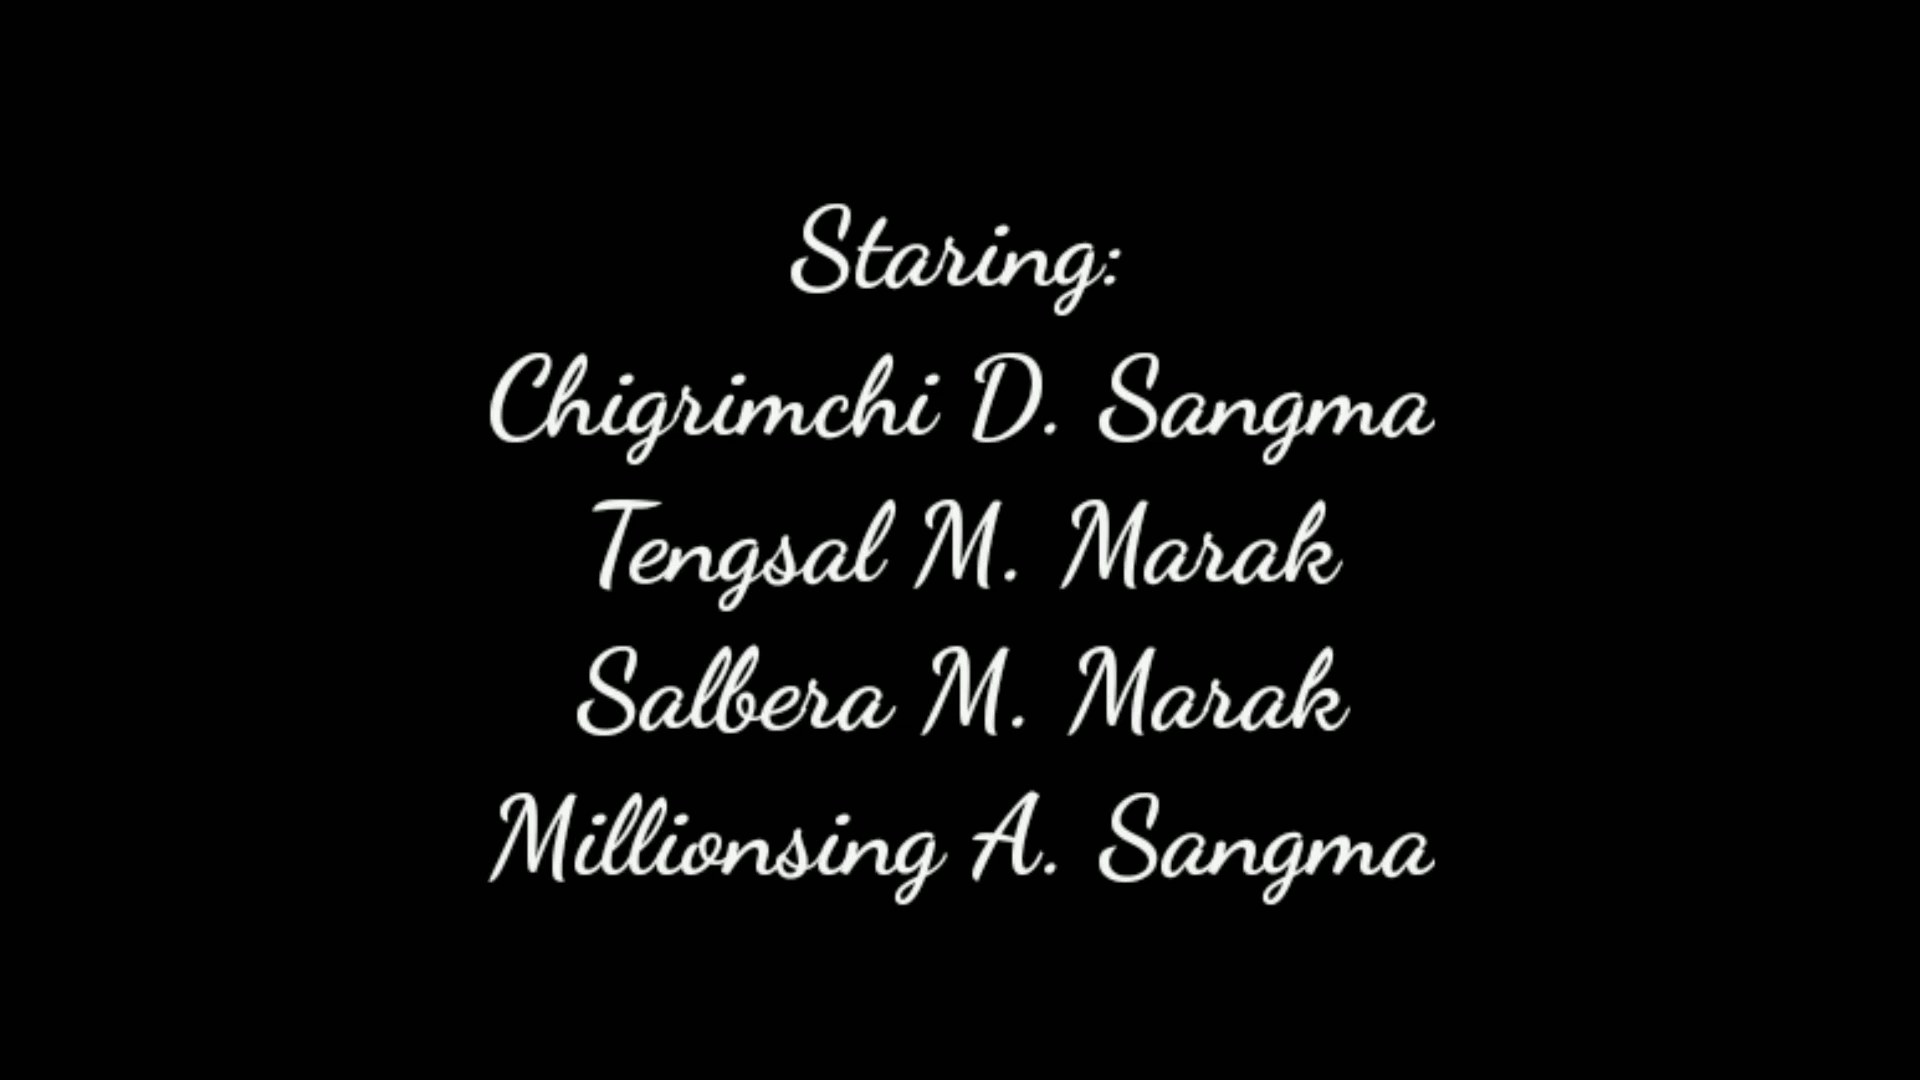 Staring:
Chigrimchi D. Sangma
Tengsal M. Marak
Salbera M. Marak
Millionsing A. Sangma